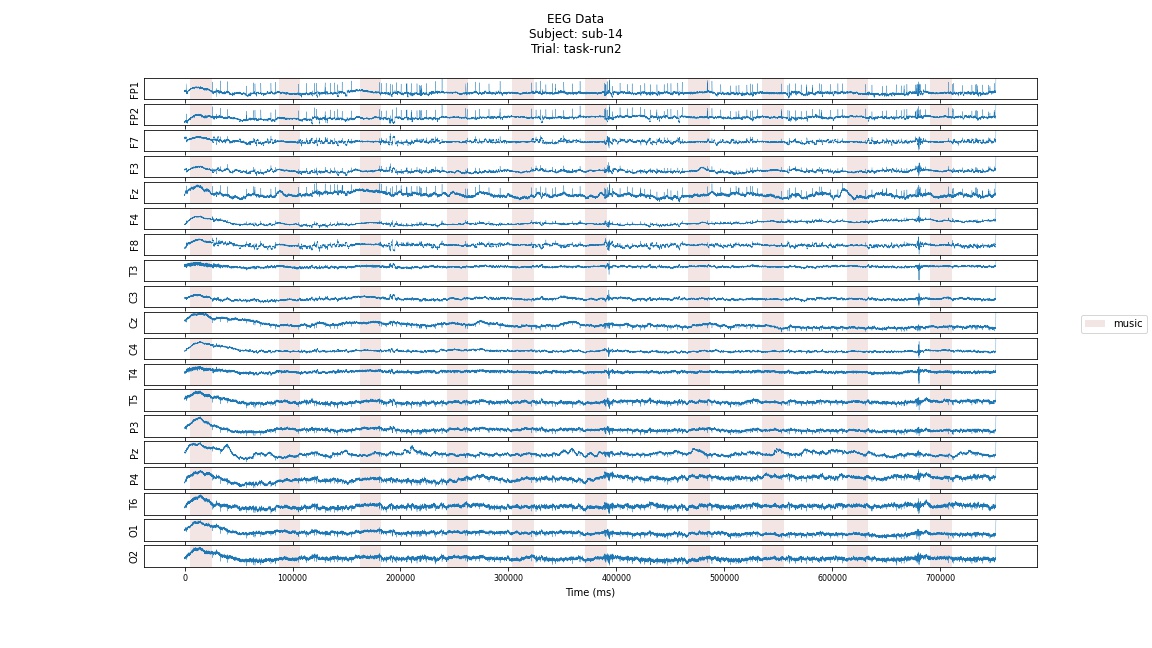 EEG Data
Subject: sub-14
Trial: task-run2
FP1
FP2
F7
F3
Fz
F4
F8
T3
C3
Cz
C4
T4
T5
P3
Pz
P4
T6
O1
O2
music
0 100000 200000 300000 400000 500000 600000 700000
Time (ms)